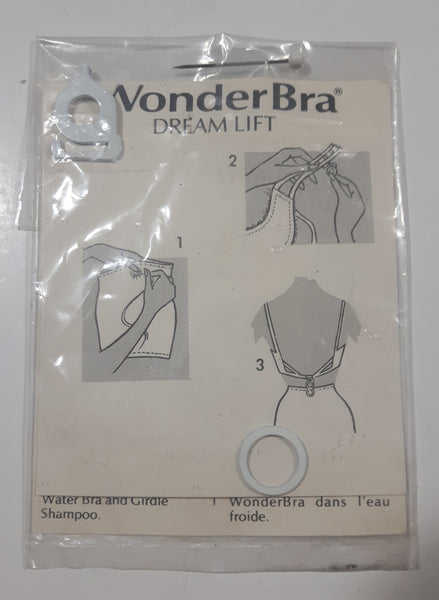 WonderBra®
DREAM LIFT
2
1
3
Water Bra and Girdle
Shampoo.
WonderBra dans l'eau
froide.